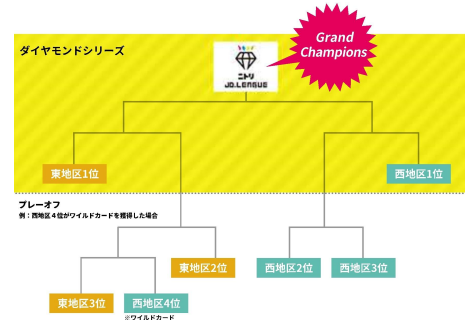 ダイヤモンドシリーズ
Grand
Champions
ニトリ
JD.LEAGUE
東地区1位
西地区1位
プレーオフ
例:西地区4位がワイルドカードを獲得した場合
東地区2位
西地区2位
西地区3位
東地区3位
西地区4位
※ワイルドカード